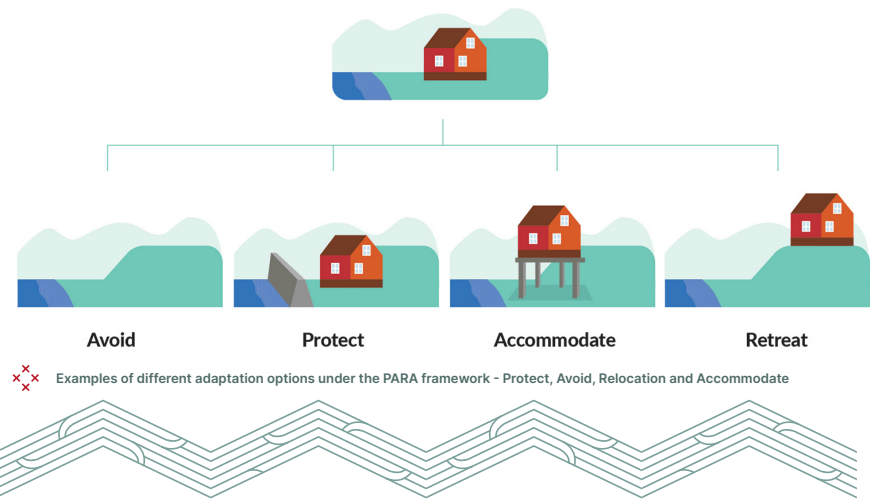 Avoid
Protect
Accommodate
Retreat
Examples of different adaptation options under the PARA framework - Protect, Avoid, Relocation and Accommodate